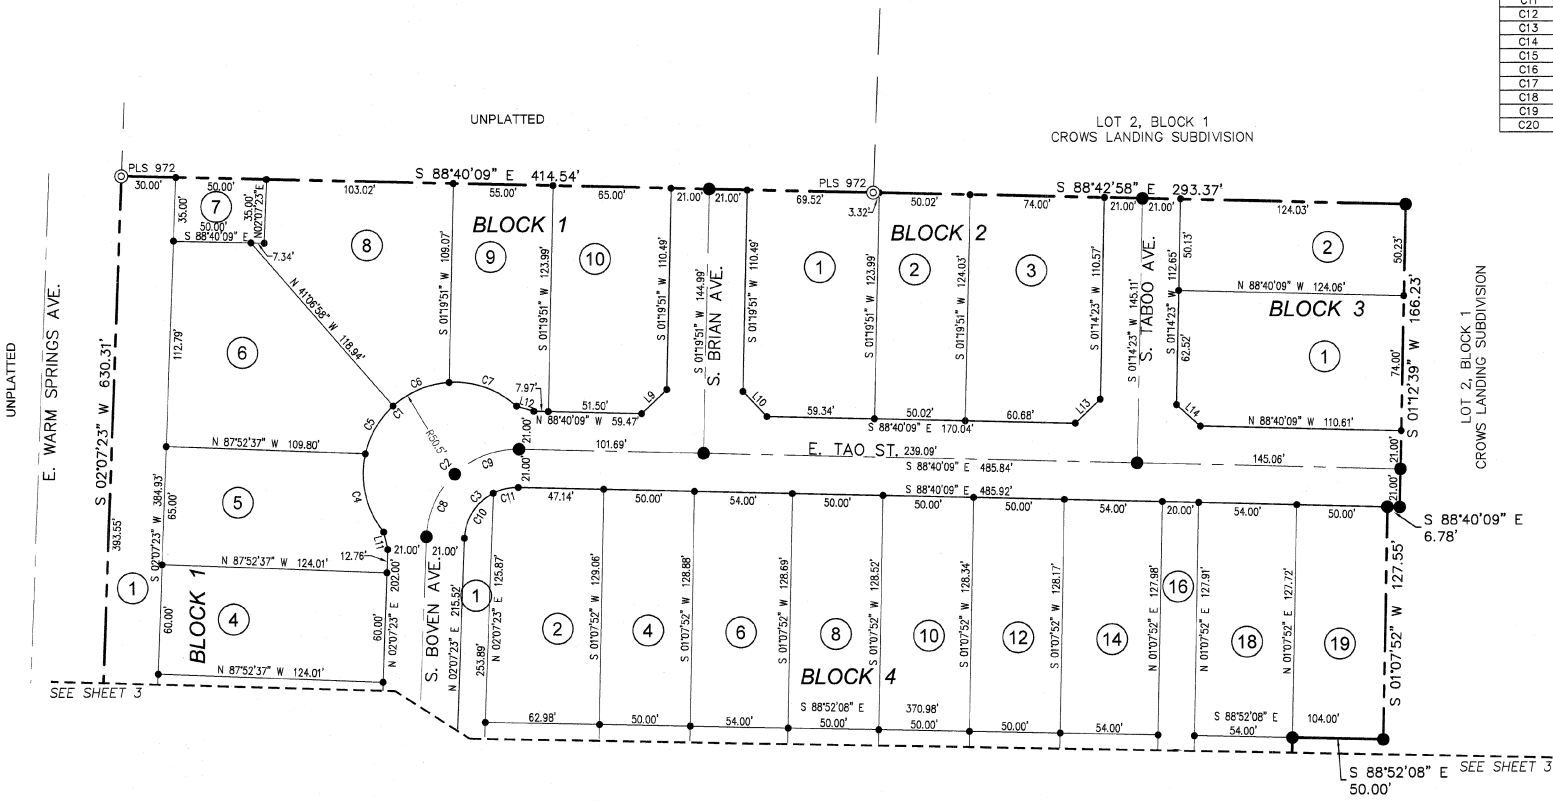 C11
C12
C13
C14
C15
C16
C17
C18
C19
C20
UNPLATTED
LOT 2, BLOCK 1
CROWS LANDING SUBDIVISION
PLS 972
S 88°40'09" E 414.54'
PLS 972
S 88°42'58" E 293.37'
30.00'
50.00'
103.02'
55.00'
65.00'
21.00'
21.00'
69.52'
3.32'
50.02'
74.00'
21.00'
21.00'
124.03'
35.00'
7
35.00'
N02°07'23"E
50.00'
S 88°40'09" E
7.34'
8
S 01°19'51" W 109.07'
BLOCK 1
9
S 01°19'51" W 123.99'
10
S 01°19'51" W 110.49'
S 01°19'51" W 144.99'
S. BRIAN AVE.
S 01°19'51" W 110.49'
1
S 01°19'51" W 123.99'
BLOCK 2
2
S 01°19'51" W 124.03'
3
S 01°14'23" W 110.57'
S 01°14'23" W 145.11'
S. TABOO AVE.
50.13'
S 01°14'23" W 112.65'
62.52'
2
50.23'
N 88°40'09" W 124.06'
BLOCK 3
1
74.00'
S 01°12'39" W 166.23'
LOT 2, BLOCK 1
CROWS LANDING SUBDIVISION
UNPLATTED
E. WARM SPRINGS AVE.
S 02°07'23" W 630.31'
393.55'
112.79'
6
N 41°06'58" W 118.94'
C6
C7
L12
7.97'
51.50'
N 88°40'09" W 59.47'
L9
L10
59.34'
50.02'
60.68'
S 88°40'09" E 170.04'
L13
L14
N 88°40'09" W 110.61'
21.00'
C5
C3
R50.5'
C3
C9
21.00'
21.00'
101.69'
E. TAO ST.
239.09'
S 88°40'09" E 485.84'
145.06'
N 87°52'37" W 109.80'
S 02°07'23" W 384.93'
65.00'
5
C4
L11
C8
C10
C3
C11
47.14'
50.00'
54.00'
50.00'
S 88°40'09" E 485.92'
50.00'
50.00'
54.00'
20.00'
54.00'
50.00'
21.00'
S 88°40'09" E
6.78'
12.76'
21.00'
21.00'
N 87°52'37" W 124.01'
1
BLOCK 1
60.00'
4
60.00'
N 02°07'23" E 202.00'
N 87°52'37" W 124.01'
S. BOVEN AVE.
N 02°07'23" E 215.52'
1
253.89'
N 02°07'23" E 125.87'
2
S 01°07'52" W 129.06'
4
S 01°07'52" W 128.88'
6
S 01°07'52" W 128.69'
8
S 01°07'52" W 128.52'
10
S 01°07'52" W 128.34'
12
S 01°07'52" W 128.17'
14
N 01°07'52" E 127.98'
16
N 01°07'52" E 127.91'
18
N 01°07'52" E 127.72'
19
S 01°07'52" W 127.55'
BLOCK 4
SEE SHEET 3
62.98'
50.00'
54.00'
S 88°52'08" E 370.98'
50.00'
50.00'
50.00'
54.00'
S 88°52'08" E 104.00'
54.00'
S 88°52'08" E
50.00'
SEE SHEET 3